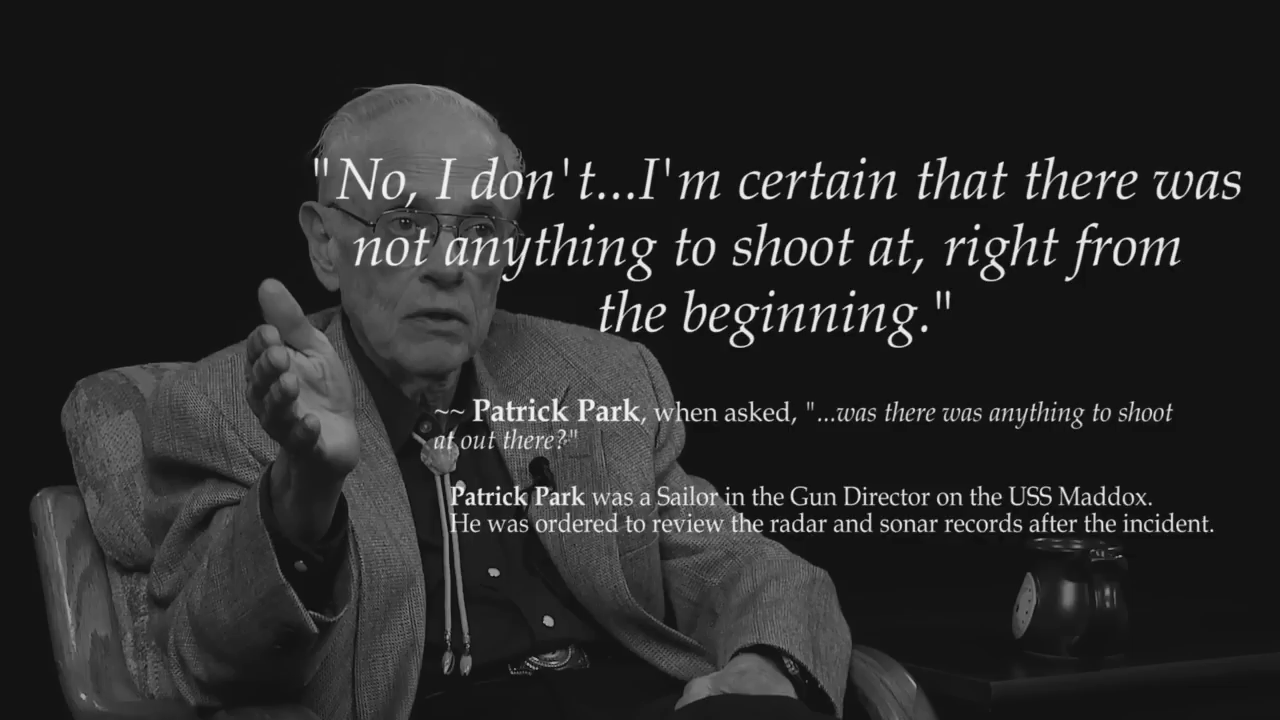 "No, I don't...I'm certain that there was
not anything to shoot at, right from
the beginning."
~~ Patrick Park, when asked, "...was there was anything to shoot
at out there?"
Patrick Park was a Sailor in the Gun Director on the USS Maddox.
He was ordered to review the radar and sonar records after the incident.